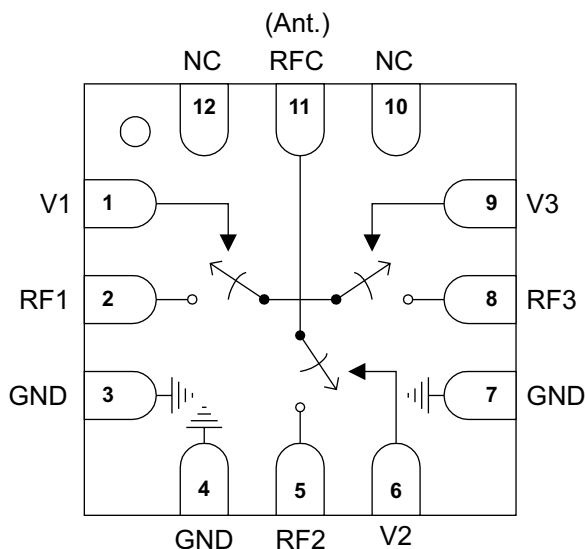 (Ant.)
NC RFC NC
12 11 10
V1 1 9 V3
RF1 2 8 RF3
GND 3 7 GND
4 5 6
GND RF2 V2